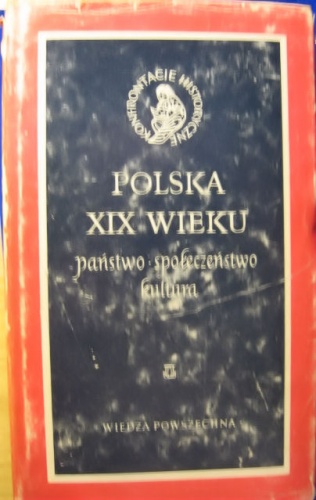 KONFRONTACJE HISTORYCZNE
POLSKA
XIX WIEKU
państwo·społeczeństwo
kultura
WIEDZA POWSZECHNA